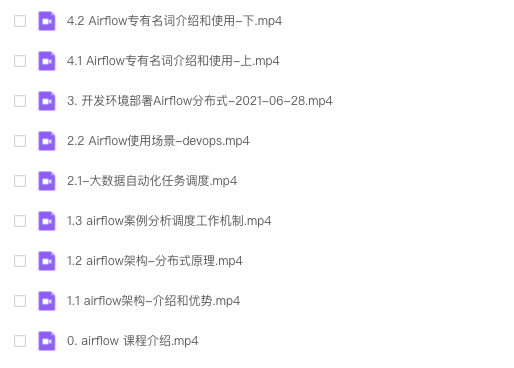 4.2 Airflow专有名词介绍和使用-下.mp4
4.1 Airflow专有名词介绍和使用-上.mp4
3. 开发环境部署Airflow分布式-2021-06-28.mp4
2.2 Airflow使用场景-devops.mp4
2.1-大数据自动化任务调度.mp4
1.3 airflow案例分析调度工作机制.mp4
1.2 airflow架构-分布式原理.mp4
1.1 airflow架构-介绍和优势.mp4
0. airflow 课程介绍.mp4